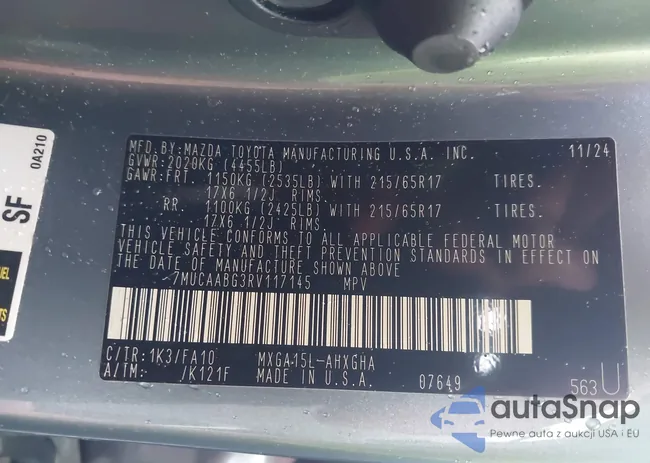 0A210
SF
UEL
TS
MFD.BY:MAZDA TOYOTA MANUFACTURING U.S.A. INC. 11/24
GVWR:2020KG (4455LB)
GAWR:FRT. 1150KG (2535LB) WITH 215/65R17 TIRES.
17X6 1/2J RIMS.
RR. 1100KG (2425LB) WITH 215/65R17 TIRES.
17X6 1/2J RIMS.
THIS VEHICLE CONFORMS TO ALL APPLICABLE FEDERAL MOTOR
VEHICLE SAFETY AND THEFT PREVENTION STANDARDS IN EFFECT ON
THE DATE OF MANUFACTURE SHOWN ABOVE
7MUCAABG3RV117145 MPV
C/TR:1K3/FA10 MXGA15L-AHXGHA
A/TM: /K121F MADE IN U.S.A. 07649 563U
autaSnap
Pewne auta z aukcji USA i EU